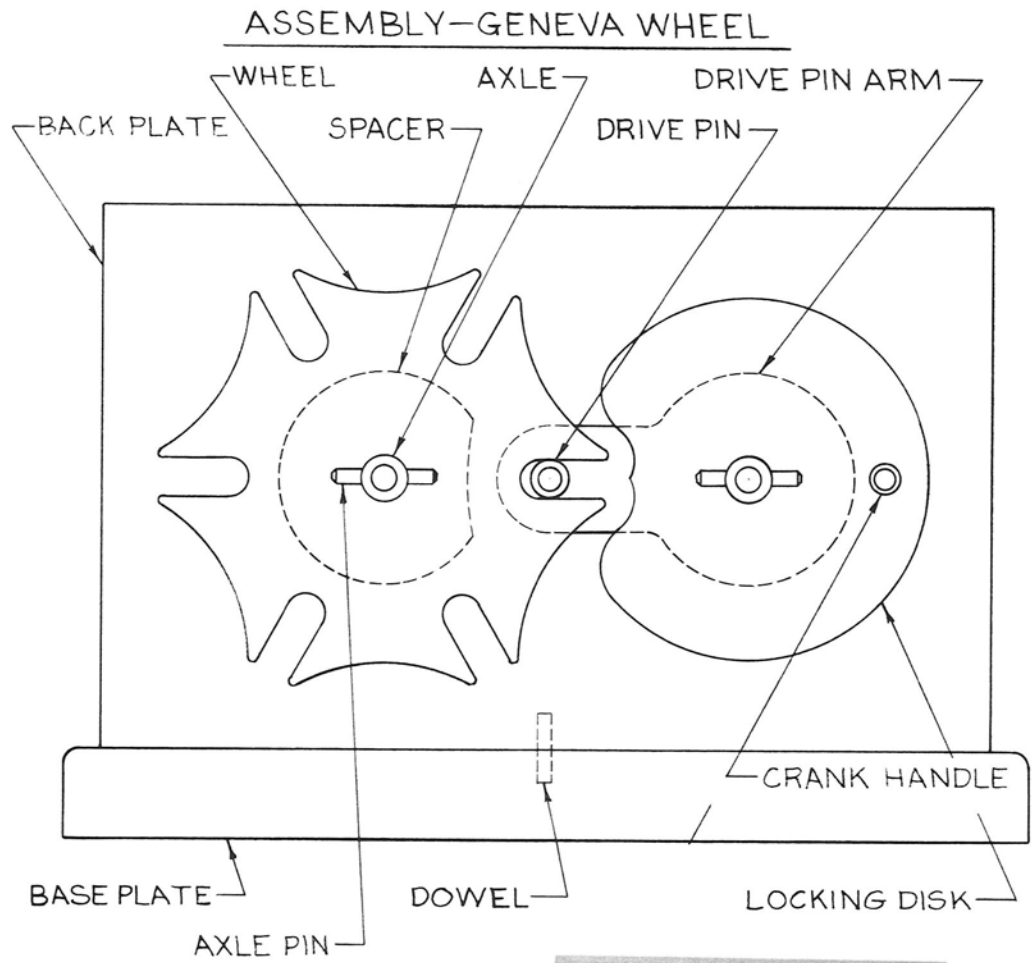 ASSEMBLY-GENEVA WHEEL
WHEEL
AXLE
DRIVE PIN ARM
BACK PLATE
SPACER
DRIVE PIN
CRANK HANDLE
BASE PLATE
DOWEL
LOCKING DISK
AXLE PIN